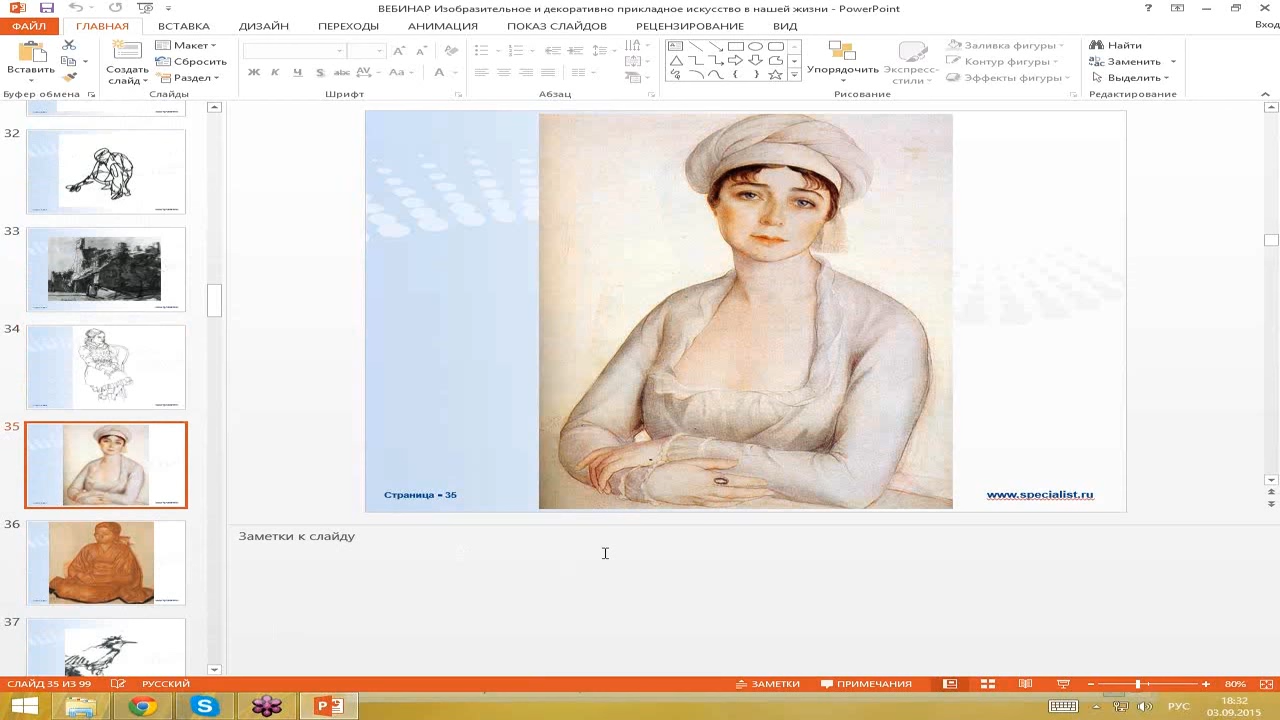 ВЕБИНАР Изобразительное и декоративно прикладное искусство в нашей жизни - PowerPoint
ФАЙЛ ГЛАВНАЯ ВСТАВКА ДИЗАЙН ПЕРЕХОДЫ АНИМАЦИЯ ПОКАЗ СЛАЙДОВ РЕЦЕНЗИРОВАНИЕ ВИД Вход
Вставить
Создать слайд
Макет
Сбросить
Раздел
Ж К Ч S abc AV Aa A
Упорядочить
Экспресс-стили
Заливка фигуры
Контур фигуры
Эффекты фигуры
Найти
Заменить
Выделить
Буфер обмена Слайды Шрифт Абзац Рисование Редактирование
32
33
34
35
36
37
Страница - 35
www.specialist.ru
Заметки к слайду
СЛАЙД 35 ИЗ 99 РУССКИЙ ЗАМЕТКИ ПРИМЕЧАНИЯ 80%
РУС
18:32
03.09.2015